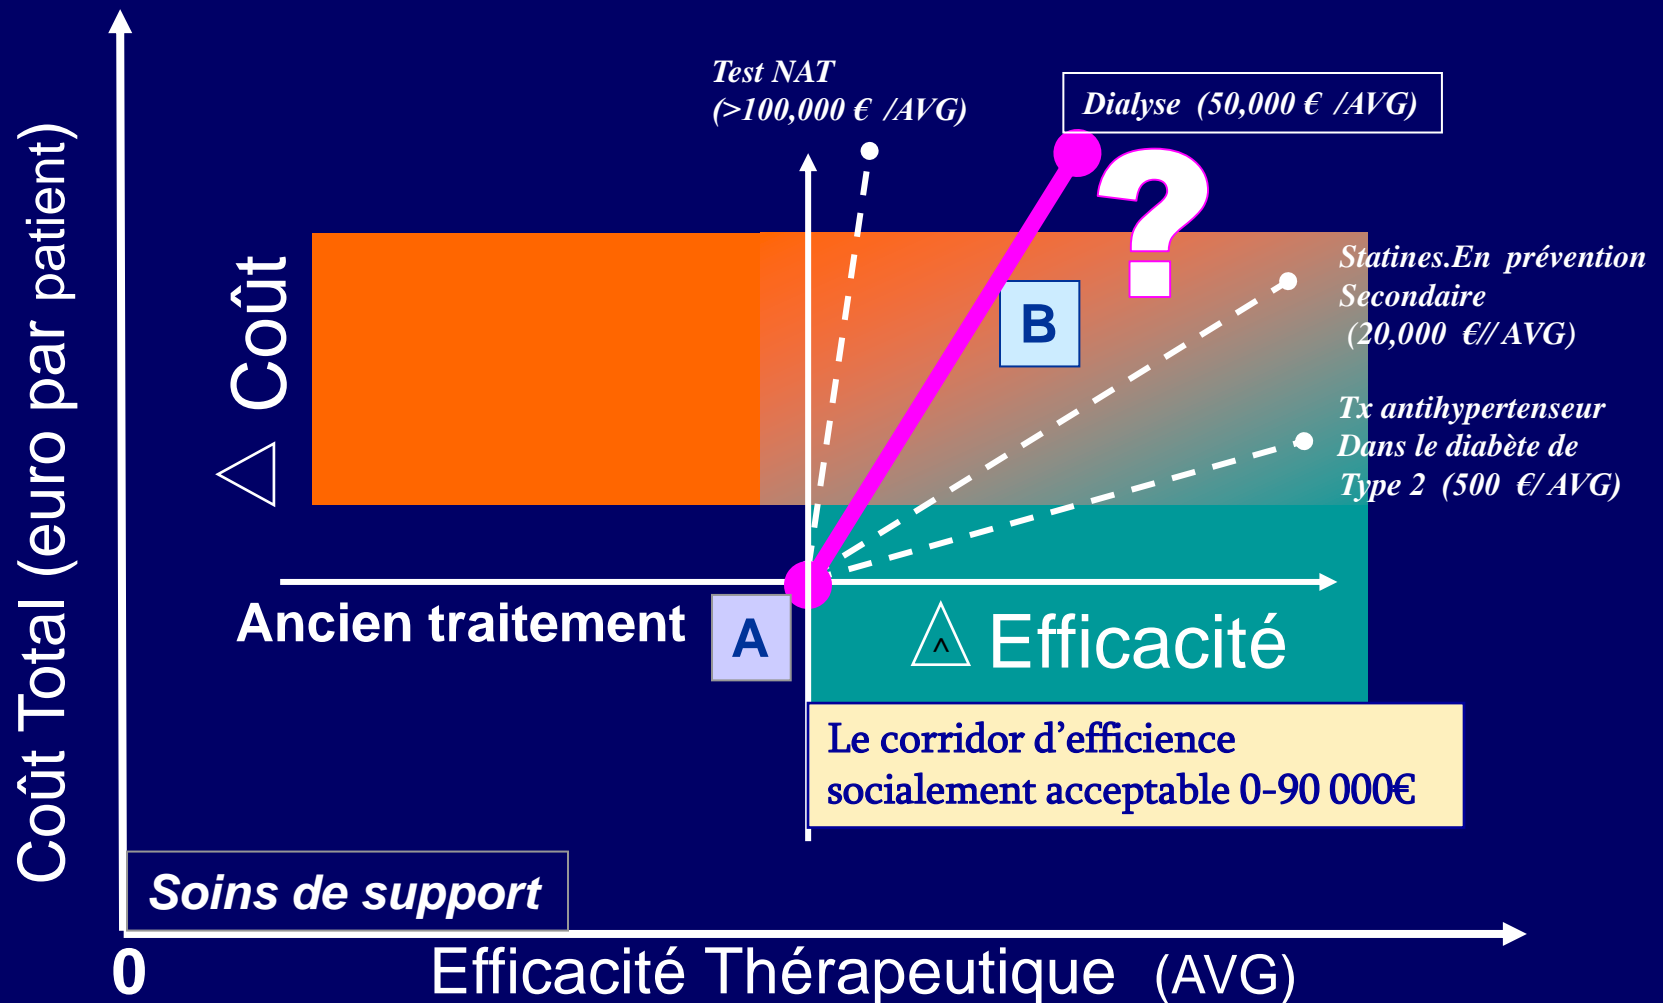 Test NAT
(>100,000 € /AVG)
Dialyse (50,000 € /AVG)
?
Coût Total (euro par patient)
△ Coût
B
Statines.En prévention
Secondaire
(20,000 €// AVG)
Tx antihypertenseur
Dans le diabète de
Type 2 (500 €/ AVG)
Ancien traitement
A
△ Efficacité
^
Le corridor d’efficience
socialement acceptable 0-90 000€
Soins de support
0
Efficacité Thérapeutique (AVG)